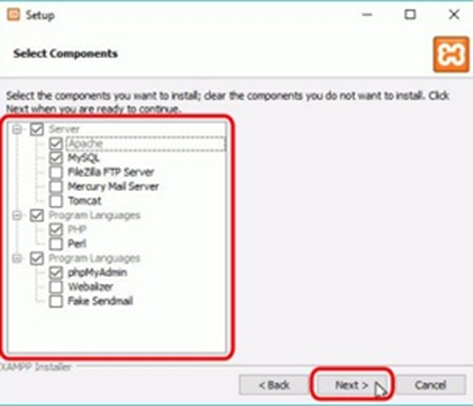 Setup
Select Components
Select the components you want to install; clear the components you do not want to install. Click
Next when you are ready to continue.
Server
Apache
MySQL
FileZilla FTP Server
Mercury Mail Server
Tomcat
Program Languages
PHP
Perl
Program Languages
phpMyAdmin
Webalizer
Fake Sendmail
XAMPP Installer
< Back
Next >
Cancel